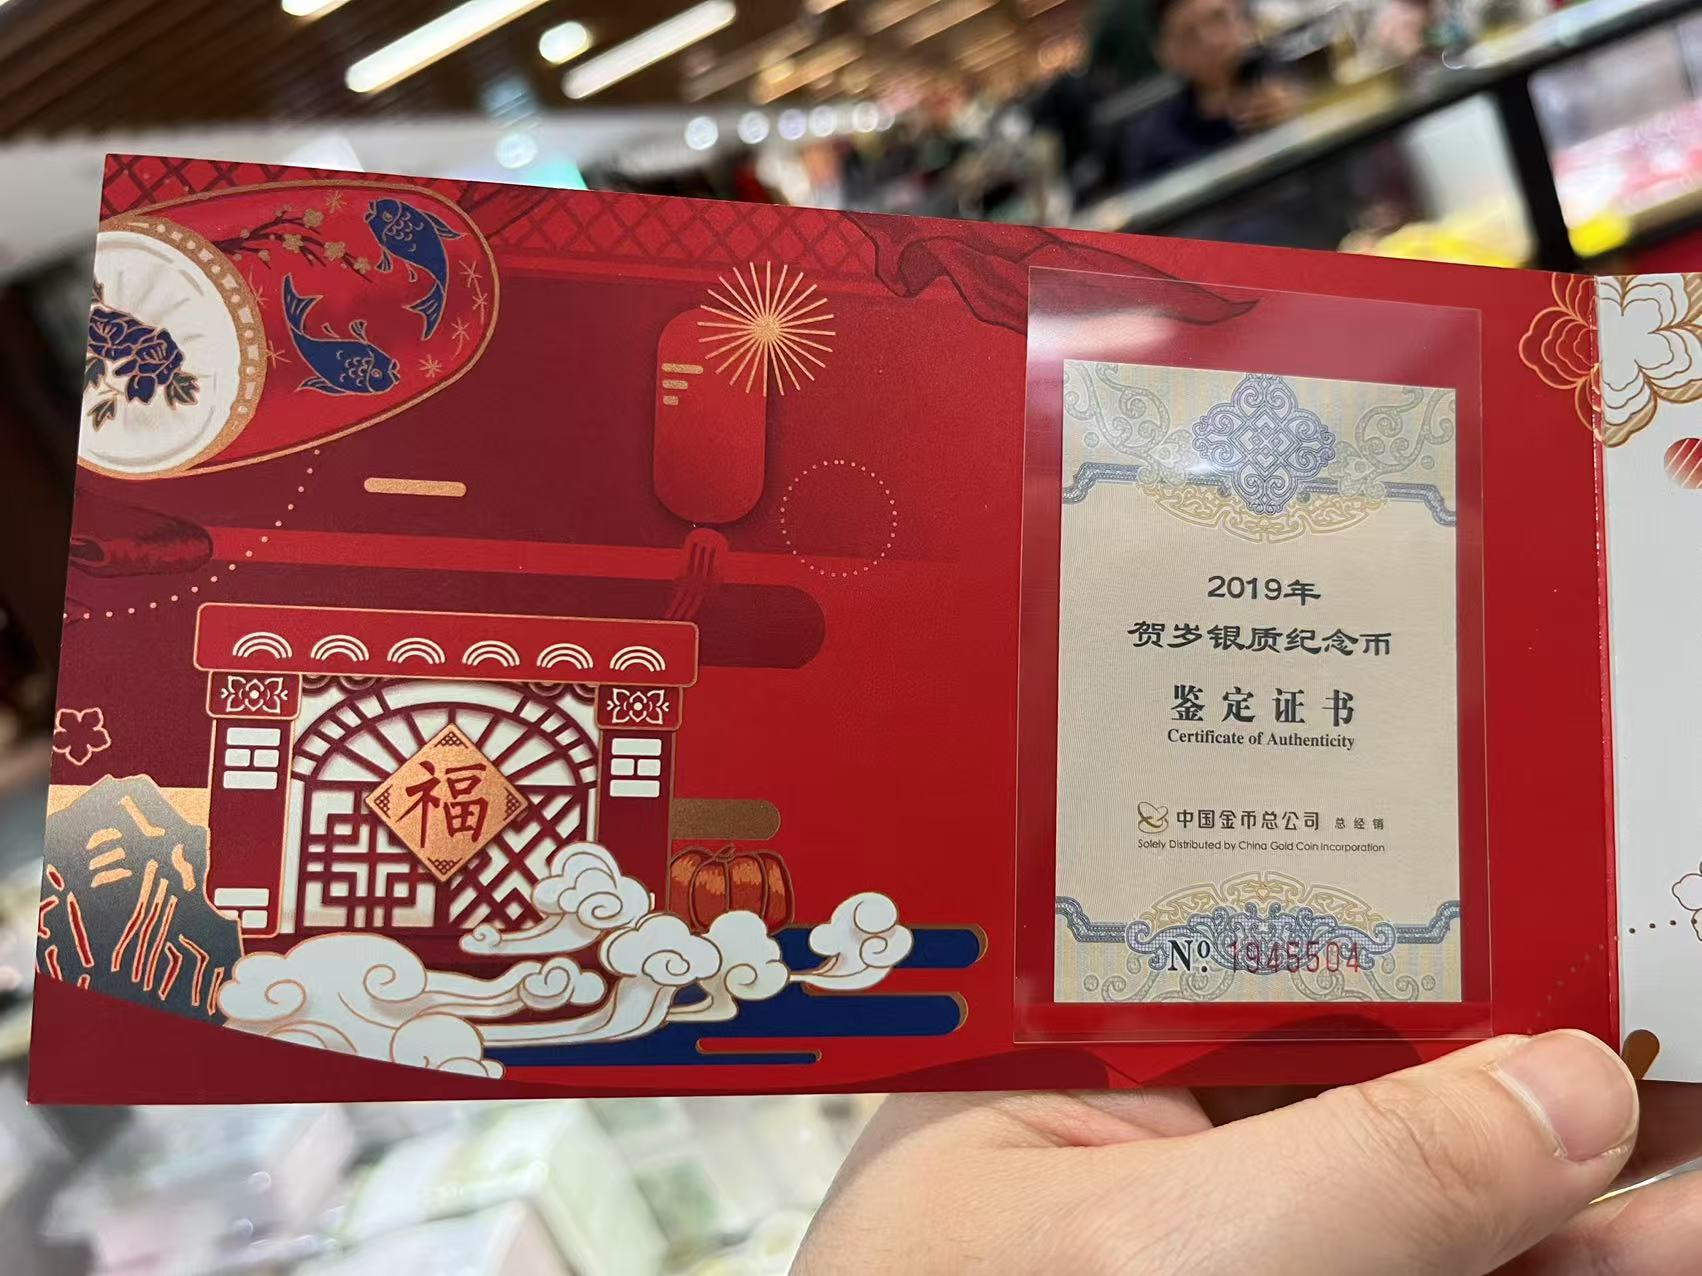 福
2019年
贺岁银质纪念币
鉴定证书
Certificate of Authenticity
中国金币总公司 总经销
Solely Distributed by China Gold Coin Incorporation
Nº. 1945504